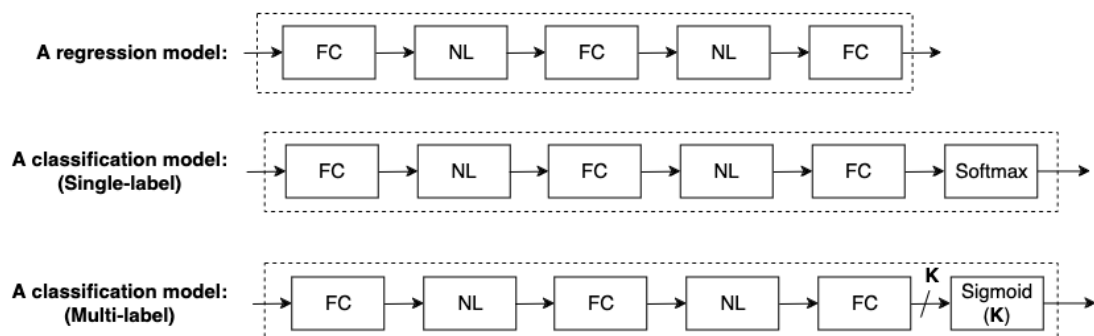 A regression model:
FC NL FC NL FC
A classification model:
(Single-label)
FC NL FC NL FC Softmax
A classification model:
(Multi-label)
FC NL FC NL FC K Sigmoid
(K)